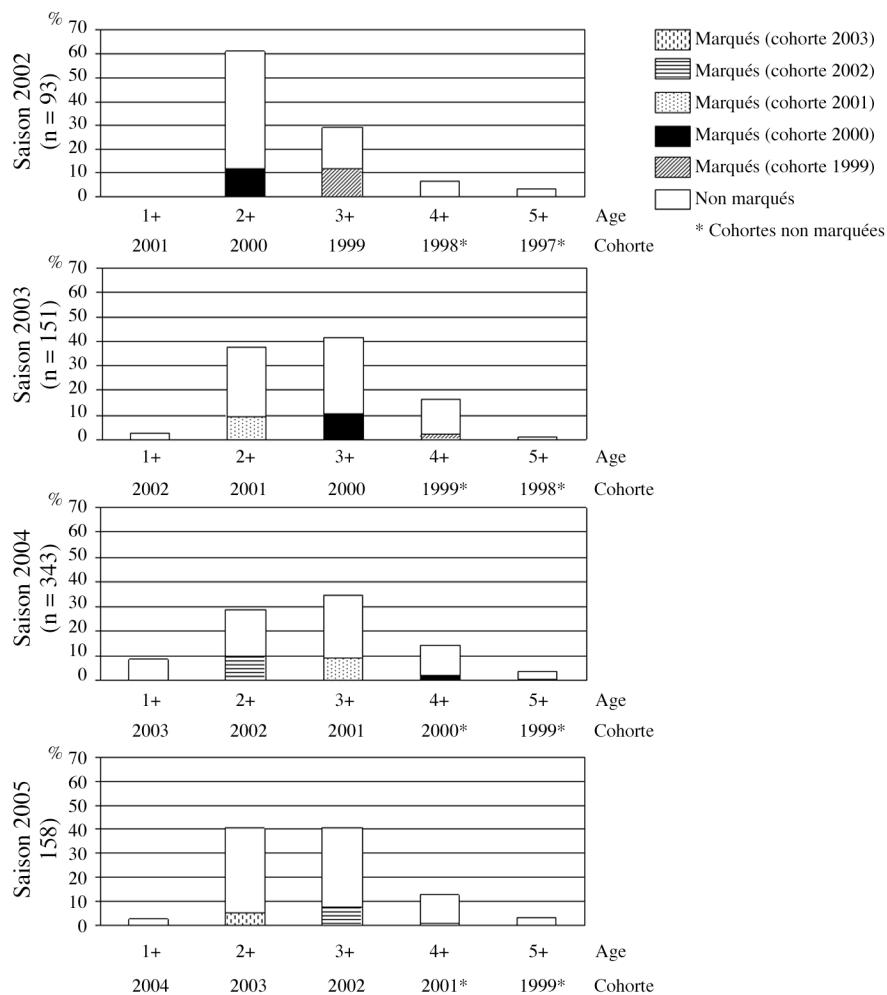 %
70
60
50
40
30
20
10
0
Saison 2002
(n = 93)
1+ 2+ 3+ 4+ 5+ Age
2001 2000 1999 1998* 1997* Cohorte
Marqués (cohorte 2003)
Marqués (cohorte 2002)
Marqués (cohorte 2001)
Marqués (cohorte 2000)
Marqués (cohorte 1999)
Non marqués
* Cohortes non marquées
%
70
60
50
40
30
20
10
0
Saison 2003
(n = 151)
1+ 2+ 3+ 4+ 5+ Age
2002 2001 2000 1999* 1998* Cohorte
%
70
60
50
40
30
20
10
0
Saison 2004
(n = 343)
1+ 2+ 3+ 4+ 5+ Age
2003 2002 2001 2000* 1999* Cohorte
%
70
60
50
40
30
20
10
0
Saison 2005
158)
1+ 2+ 3+ 4+ 5+ Age
2004 2003 2002 2001* 1999* Cohorte